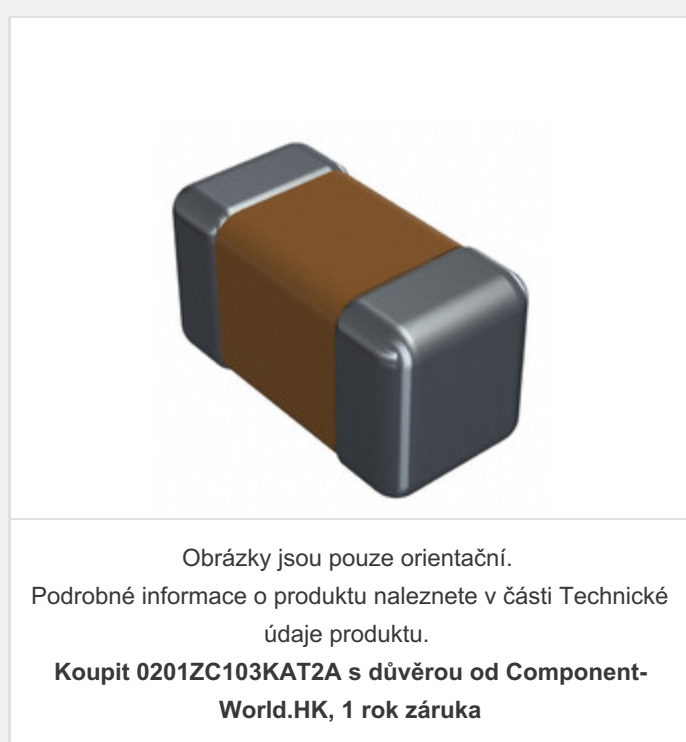 Obrázky jsou pouze orientační.
Podrobné informace o produktu naleznete v části Technické
údaje produktu.
Koupit 0201ZC103KAT2A s důvěrou od Component-
World.HK, 1 rok záruka